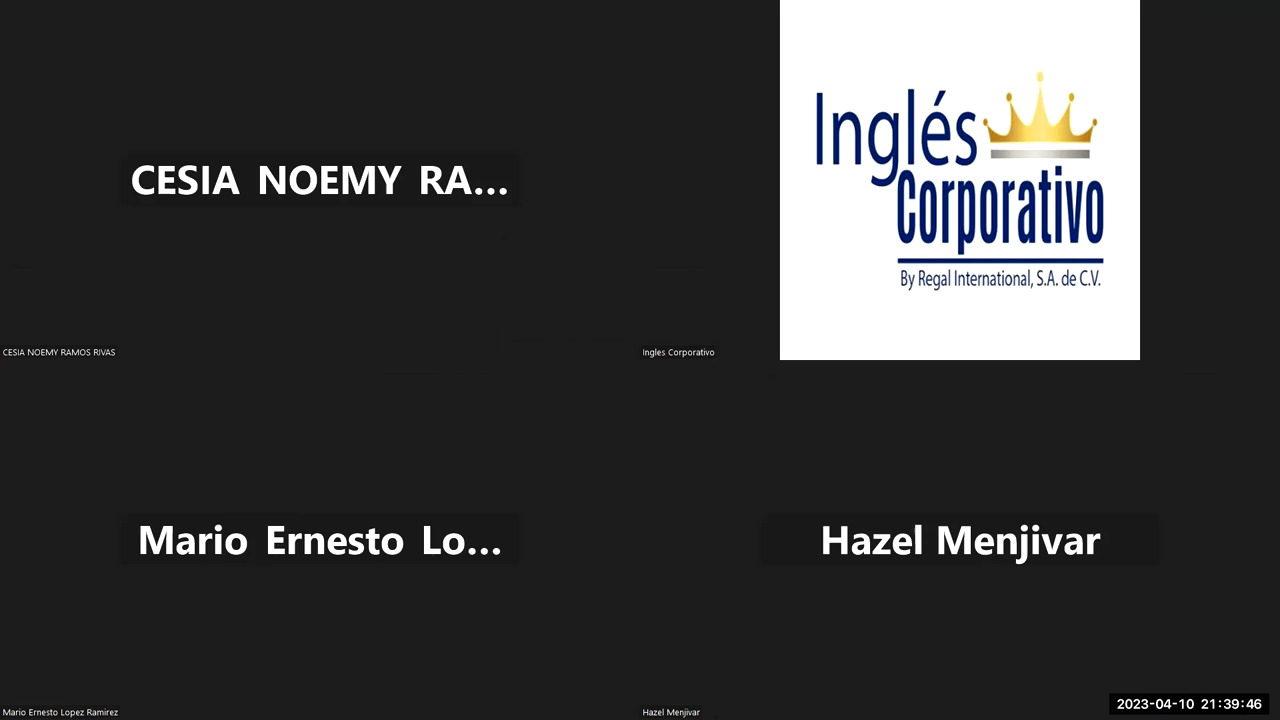 CESIA NOEMY RA...
CESIA NOEMY RAMOS RIVAS
Inglés
Corporativo
By Regal International, S.A. de C.V.
Ingles Corporativo
Mario Ernesto Lo...
Mario Ernesto Lopez Ramirez
Hazel Menjivar
Hazel Menjivar
2023-04-10 21:39:46